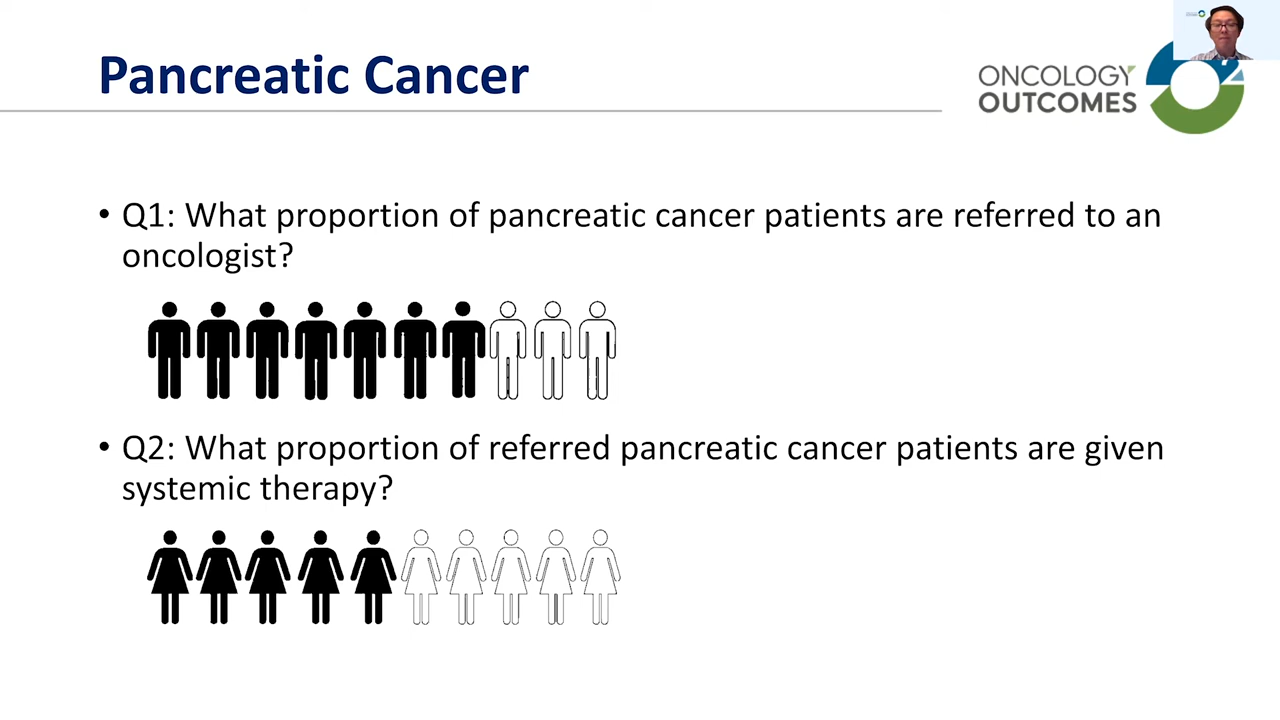 Pancreatic Cancer
ONCOLOGY
OUTCOMES
2
• Q1: What proportion of pancreatic cancer patients are referred to an
oncologist?
• Q2: What proportion of referred pancreatic cancer patients are given
systemic therapy?